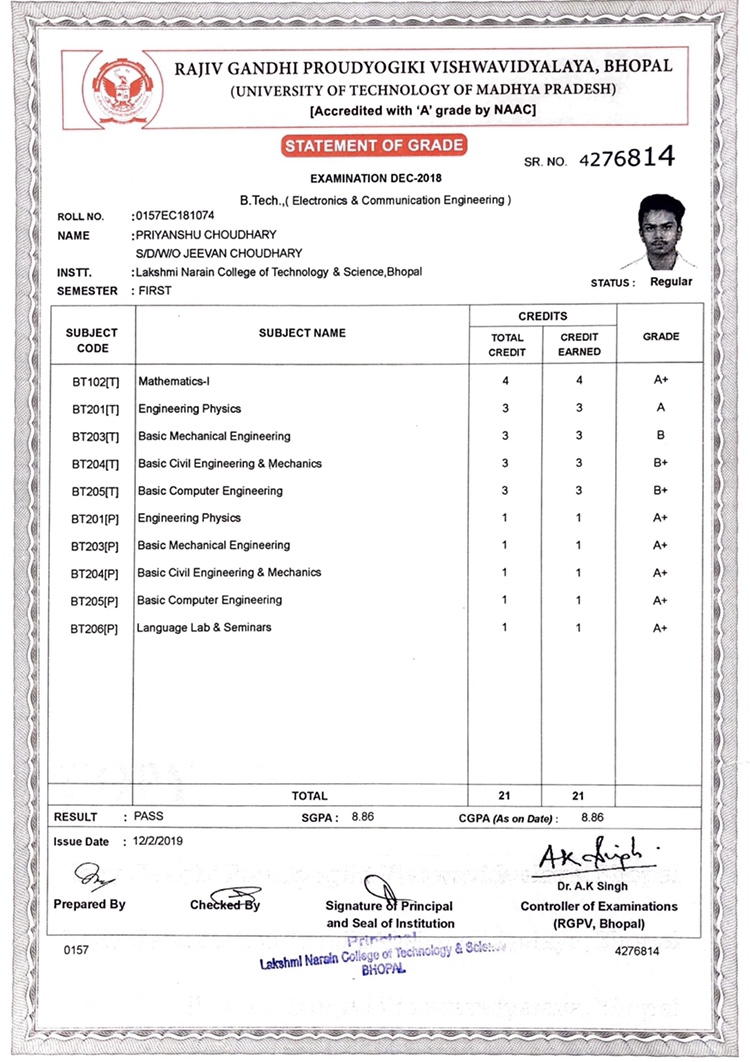 RAJIV GANDHI PROUDYOGIKI VISHWAVIDYALAYA, BHOPAL
(UNIVERSITY OF TECHNOLOGY OF MADHYA PRADESH)
[Accredited with 'A' grade by NAAC]
STATEMENT OF GRADE
SR. NO. 4276814
EXAMINATION DEC-2018
B.Tech.,( Electronics & Communication Engineering )
ROLL NO. :0157EC181074
NAME :PRIYANSHU CHOUDHARY
S/D/W/O JEEVAN CHOUDHARY
INSTT. :Lakshmi Narain College of Technology & Science,Bhopal
STATUS : Regular
SEMESTER : FIRST
SUBJECT CODE SUBJECT NAME CREDITS GRADE
TOTAL CREDIT CREDIT EARNED
BT102[T] Mathematics-I 4 4 A+
BT201[T] Engineering Physics 3 3 A
BT203[T] Basic Mechanical Engineering 3 3 B
BT204[T] Basic Civil Engineering & Mechanics 3 3 B+
BT205[T] Basic Computer Engineering 3 3 B+
BT201[P] Engineering Physics 1 1 A+
BT203[P] Basic Mechanical Engineering 1 1 A+
BT204[P] Basic Civil Engineering & Mechanics 1 1 A+
BT205[P] Basic Computer Engineering 1 1 A+
BT206[P] Language Lab & Seminars 1 1 A+
TOTAL 21 21
RESULT : PASS SGPA : 8.86 CGPA (As on Date) : 8.86
Issue Date : 12/2/2019
AK Singh
Dr. A.K Singh
Prepared By Checked By Signature of Principal Controller of Examinations
and Seal of Institution (RGPV, Bhopal)
0157 Principal 4276814
Lakshmi Narain College of Technology & Science
BHOPAL